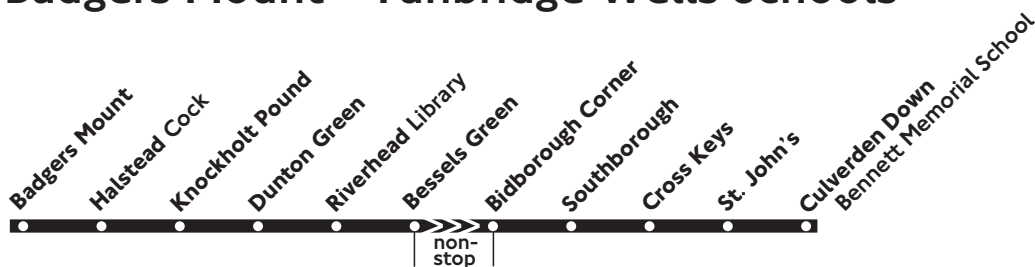 Badgers Mount – Tunbridge Wells Schools
Badgers Mount
Halstead Cock
Knockholt Pound
Dunton Green
Riverhead Library
Bessels Green
Bidborough Corner
Southborough
Cross Keys
St. John's
Culverden Down
Bennett Memorial School
non-
stop